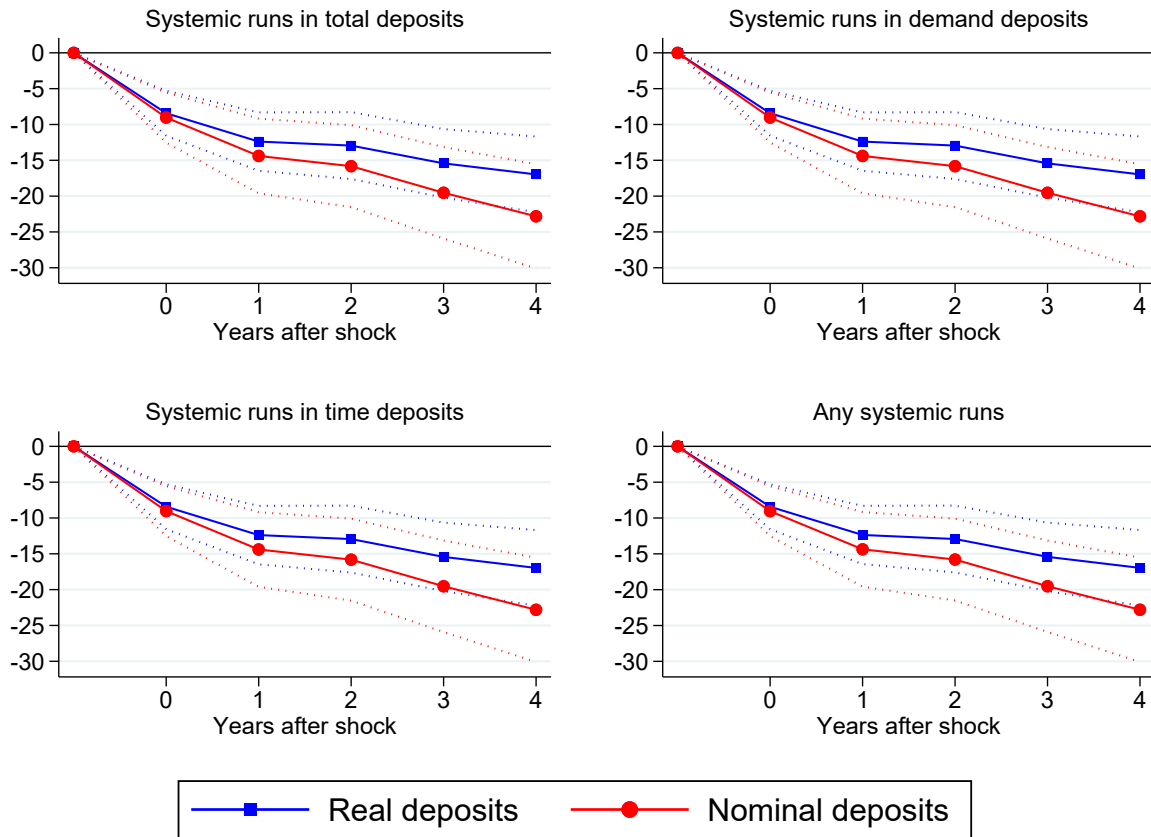 Systemic runs in total deposits
0
-5
-10
-15
-20
-25
-30
0 1 2 3 4
Years after shock
Systemic runs in demand deposits
0
-5
-10
-15
-20
-25
-30
0 1 2 3 4
Years after shock
Systemic runs in time deposits
0
-5
-10
-15
-20
-25
-30
0 1 2 3 4
Years after shock
Any systemic runs
0
-5
-10
-15
-20
-25
-30
0 1 2 3 4
Years after shock
Real deposits Nominal deposits